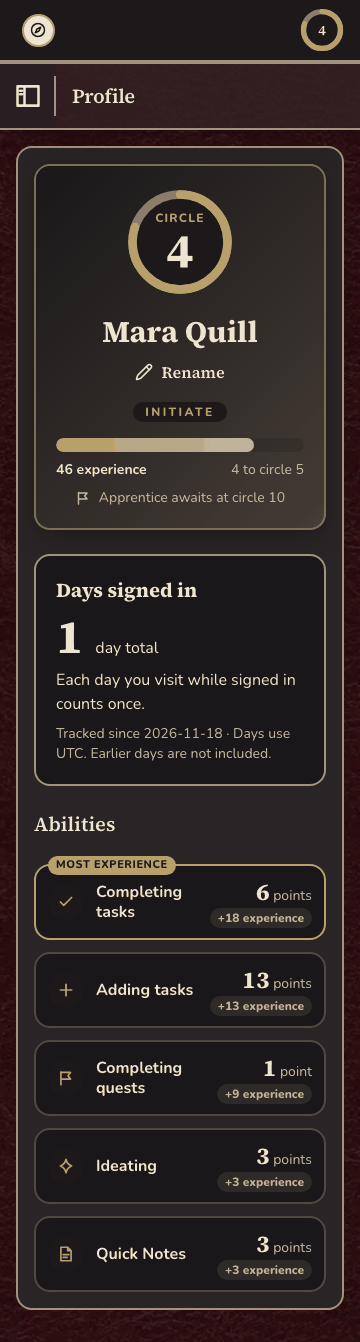 4
Profile
CIRCLE
4
Mara Quill
Rename
INITIATE
46 experience
4 to circle 5
Apprentice awaits at circle 10
Days signed in
1 day total
Each day you visit while signed in
counts once.
Tracked since 2026-11-18 · Days use
UTC. Earlier days are not included.
Abilities
MOST EXPERIENCE
Completing
tasks
6 points
+18 experience
Adding tasks
13 points
+13 experience
Completing
quests
1 point
+9 experience
Ideating
3 points
+3 experience
Quick Notes
3 points
+3 experience